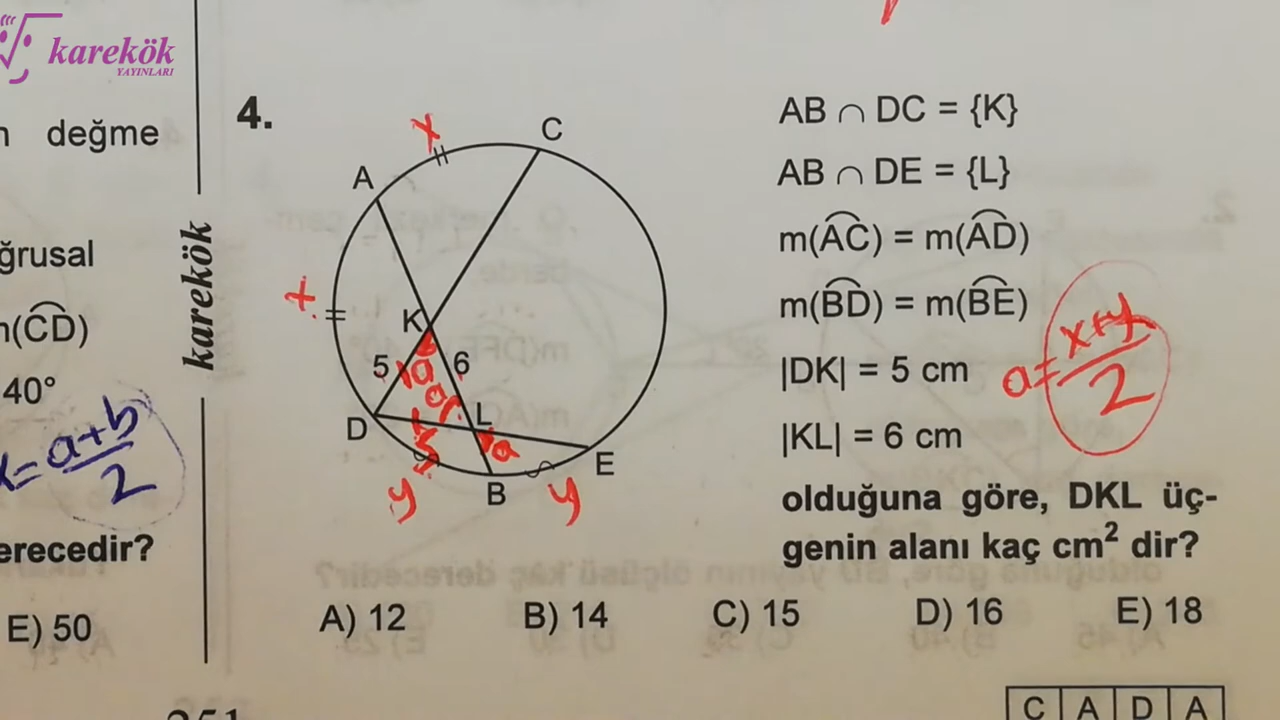 karekök
YAYINLARI
değme
ğrusal
(CD)
40°
x = a+b / 2
erecedir?
E) 50
karekök
4.
A
C
K
5
6
D
L
B
E
x
x
a
a
a
y
y
AB ∩ DC = {K}
AB ∩ DE = {L}
m(AC) = m(AD)
m(BD) = m(BE)
|DK| = 5 cm
|KL| = 6 cm
a = x+y / 2
olduğuna göre, DKL üç-
genin alanı kaç cm² dir?
A) 12 B) 14 C) 15 D) 16 E) 18
C A D A